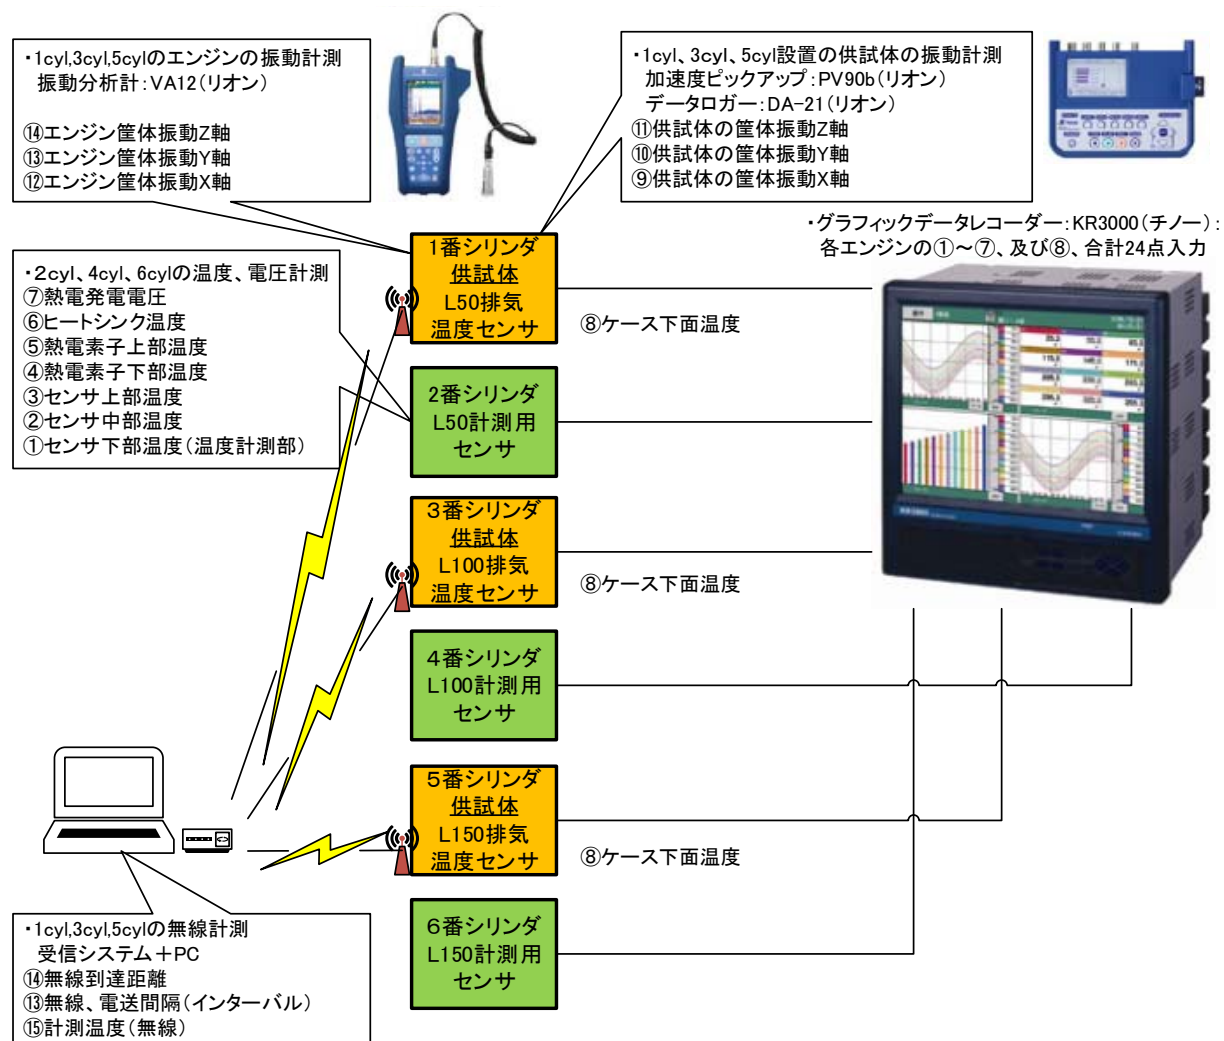 ・1cyl,3cyl,5cylのエンジンの振動計測
振動分析計:VA12(リオン)
⑭エンジン筐体振動Z軸
⑬エンジン筐体振動Y軸
⑫エンジン筐体振動X軸
・1cyl、3cyl、5cyl設置の供試体の振動計測
加速度ピックアップ:PV90b(リオン)
データロガー:DA-21(リオン)
⑪供試体の筐体振動Z軸
⑩供試体の筐体振動Y軸
⑨供試体の筐体振動X軸
・グラフィックデータレコーダー:KR3000(チノー):
各エンジンの①~⑦、及び⑧、合計24点入力
・2cyl、4cyl、6cylの温度、電圧計測
⑦熱電発電電圧
⑥ヒートシンク温度
⑤熱電素子上部温度
④熱電素子下部温度
③センサ上部温度
②センサ中部温度
①センサ下部温度(温度計測部)
1番シリンダ
供試体
L50排気
温度センサ
⑧ケース下面温度
2番シリンダ
L50計測用
センサ
3番シリンダ
供試体
L100排気
温度センサ
⑧ケース下面温度
4番シリンダ
L100計測用
センサ
5番シリンダ
供試体
L150排気
温度センサ
⑧ケース下面温度
6番シリンダ
L150計測用
センサ
・1cyl,3cyl,5cylの無線計測
受信システム+PC
⑭無線到達距離
⑬無線、電送間隔(インターバル)
⑮計測温度(無線)